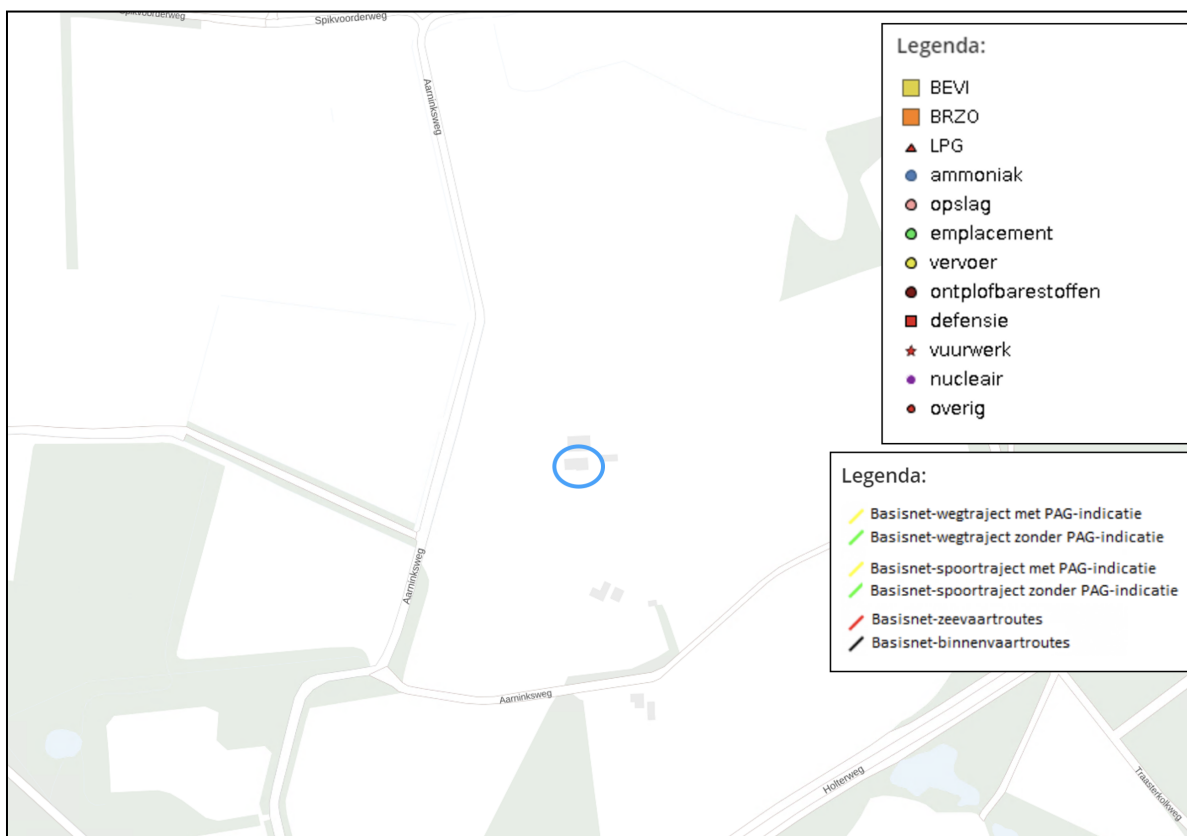 Spikvoorderweg
Spikvoorderweg
Aarninksweg
Aarninksweg
Aarninksweg
Holterweg
Traasterkolkweg
Legenda:
BEVI
BRZO
LPG
ammoniak
opslag
emplacement
vervoer
ontplofbarestoffen
defensie
vuurwerk
nucleair
overig
Legenda:
Basisnet-wegtraject met PAG-indicatie
Basisnet-wegtraject zonder PAG-indicatie
Basisnet-spoortraject met PAG-indicatie
Basisnet-spoortraject zonder PAG-indicatie
Basisnet-zeevaartroutes
Basisnet-binnenvaartroutes